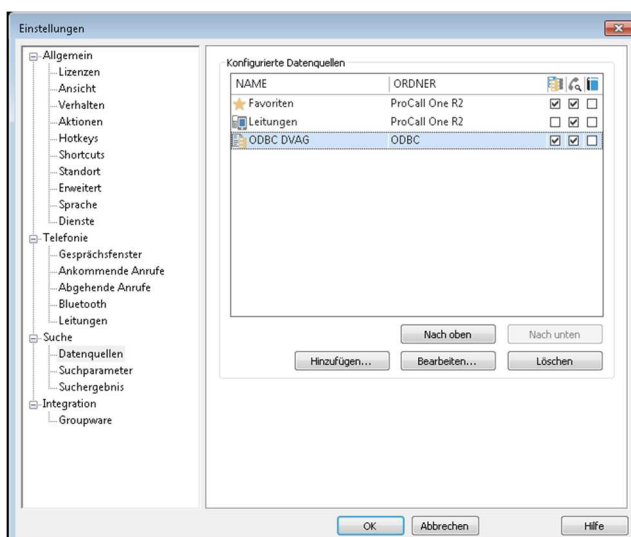 Einstellungen
Allgemein
Lizenzen
Ansicht
Verhalten
Aktionen
Hotkeys
Shortcuts
Standort
Erweitert
Sprache
Dienste
Telefonie
Gesprächsfenster
Ankommende Anrufe
Abgehende Anrufe
Bluetooth
Leitungen
Suche
Datenquellen
Suchparameter
Suchergebnis
Integration
Groupware
Konfigurierte Datenquellen
NAME ORDNER
Favoriten ProCall One R2
Leitungen ProCall One R2
ODBC DVAG ODBC
Nach oben Nach unten
Hinzufügen... Bearbeiten... Löschen
OK Abbrechen Hilfe